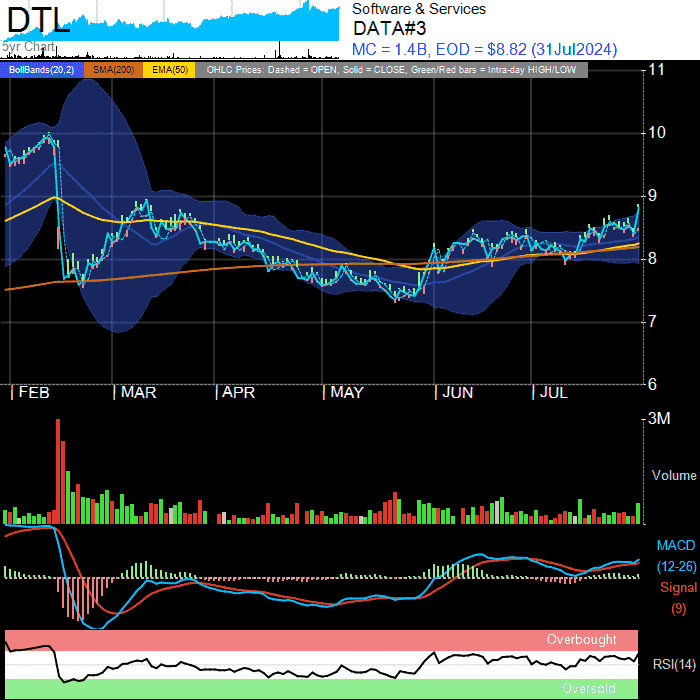 DTL
5yr Chart
Software & Services
DATA#3
MC = 1.4B, EOD = $8.82 (31Jul2024)
BollBands(20,2) SMA(200) EMA(50) OHLC Prices: Dashed = OPEN, Solid = CLOSE, Green/Red bars = Intra-day HIGH/LOW
11
10
9
8
7
6
FEB MAR APR MAY JUN JUL
3M
Volume
MACD
(12-26)
Signal
(9)
Overbought
RSI(14)
Oversold